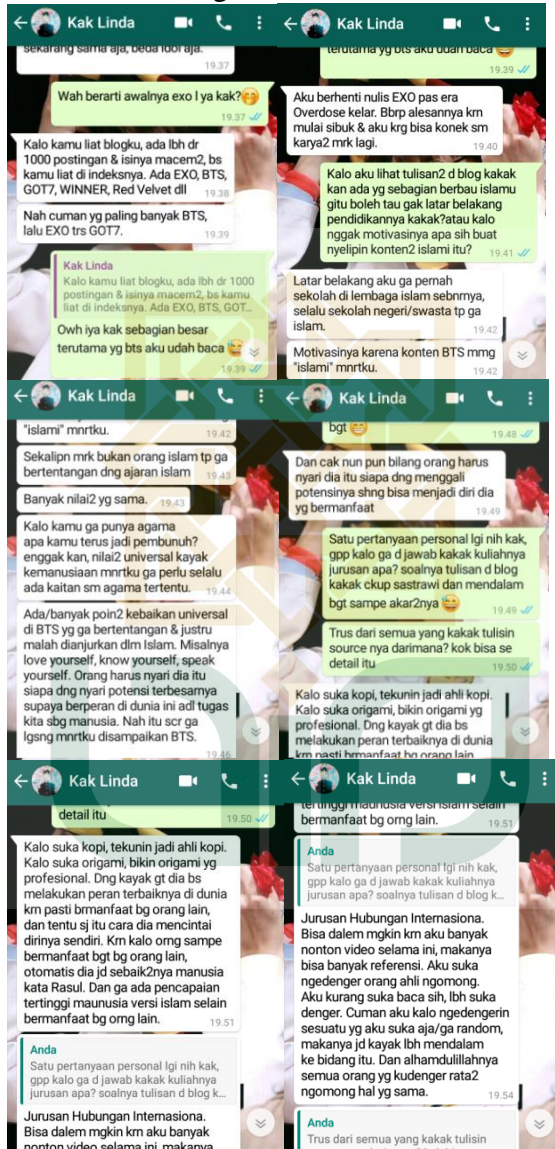 Kak Linda
sekarang sama aja, beda idol aja.
19.37
Wah berarti awalnya exo l ya kak?
19.37
Kalo kamu liat blogku, ada lbh dr
1000 postingan & isinya macem2, bs
kamu liat di indeksnya. Ada EXO, BTS,
GOT7, WINNER, Red Velvet dll
19.38
Nah cuman yg paling banyak BTS,
lalu EXO trs GOT7.
19.39
Kak Linda
Kalo kamu liat blogku, ada lbh dr 1000
postingan & isinya macem2, bs kamu
liat di indeksnya. Ada EXO, BTS, GOT...
Owh iya kak sebagian besar
terutama yg bts aku udah baca
19.39
Kak Linda
terutama yg bts aku udah baca
19.39
Aku berhenti nulis EXO pas era
Overdose kelar. Bbrp alesannya krn
mulai sibuk & aku krg bisa konek sm
karya2 mrk lagi.
19.40
Kalo aku lihat tulisan2 d blog kakak
kan ada yg sebagian berbau islamu
gitu boleh tau gak latar belakang
pendidikannya kakak?atau kalo
nggak motivasinya apa sih buat
nyelipin konten2 islami itu?
19.41
Latar belakang aku ga pernah
sekolah di lembaga islam sebnrnya,
selalu sekolah negeri/swasta tp ga
islam.
19.42
Motivasinya karena konten BTS mmg
"islami" mnrtku.
19.42
Kak Linda
"islami" mnrtku.
19.42
Sekalipn mrk bukan orang islam tp ga
bertentangan dng ajaran islam
19.43
Banyak nilai2 yg sama.
19.43
Kalo kamu ga punya agama
apa kamu terus jadi pembunuh?
enggak kan, nilai2 universal kayak
kemanusiaan mnrtku ga perlu selalu
ada kaitan sm agama tertentu.
19.44
Ada/banyak poin2 kebaikan universal
di BTS yg ga bertentangan & justru
malah dianjurkan dlm Islam. Misalnya
love yourself, know yourself, speak
yourself. Orang harus nyari dia itu
siapa dng nyari potensi terbesarnya
supaya berperan di dunia ini adl tugas
kita sbg manusia. Nah itu scr ga
lgsng mnrtku disampaikan BTS.
19.46
Kak Linda
bgt
19.48
Dan cak nun pun bilang orang harus
nyari dia itu siapa dng menggali
potensinya shng bisa menjadi diri dia
yg bermanfaat
19.49
Satu pertanyaan personal lgi nih kak,
gpp kalo ga d jawab kakak kuliahnya
jurusan apa? soalnya tulisan d blog
kakak ckup sastrawi dan mendalam
bgt sampe akar2nya
19.49
Trus dari semua yang kakak tulisin
source nya darimana? kok bisa se
detail itu
19.50
Kalo suka kopi, tekunin jadi ahli kopi.
Kalo suka origami, bikin origami yg
profesional. Dng kayak gt dia bs
melakukan peran terbaiknya di dunia
krn pasti brmanfaat bg orang lain,
Kak Linda
detail itu
19.50
Kalo suka kopi, tekunin jadi ahli kopi.
Kalo suka origami, bikin origami yg
profesional. Dng kayak gt dia bs
melakukan peran terbaiknya di dunia
krn pasti brmanfaat bg orang lain,
dan tentu sj itu cara dia mencintai
dirinya sendiri. Krn kalo orng sampe
bermanfaat bgt bg orang lain,
otomatis dia jd sebaik2nya manusia
kata Rasul. Dan ga ada pencapaian
tertinggi maunusia versi islam selain
bermanfaat bg orng lain.
19.51
Anda
Satu pertanyaan personal lgi nih kak,
gpp kalo ga d jawab kakak kuliahnya
jurusan apa? soalnya tulisan d blog k...
Jurusan Hubungan Internasiona.
Bisa dalem mgkin krn aku banyak
nonton video selama ini, makanya
Kak Linda
tertinggi maunusia versi islam selain
bermanfaat bg orng lain.
19.51
Anda
Satu pertanyaan personal lgi nih kak,
gpp kalo ga d jawab kakak kuliahnya
jurusan apa? soalnya tulisan d blog k...
Jurusan Hubungan Internasiona.
Bisa dalem mgkin krn aku banyak
nonton video selama ini, makanya
bisa banyak referensi. Aku suka
ngedenger orang ahli ngomong.
Aku kurang suka baca sih, lbh suka
denger. Cuman aku kalo ngedengerin
sesuatu yg aku suka aja/ga random,
makanya jd kayak lbh mendalam
ke bidang itu. Dan alhamdulillahnya
semua orang yg kudenger rata2
ngomong hal yg sama.
19.54
Anda
Trus dari semua yang kakak tulisin